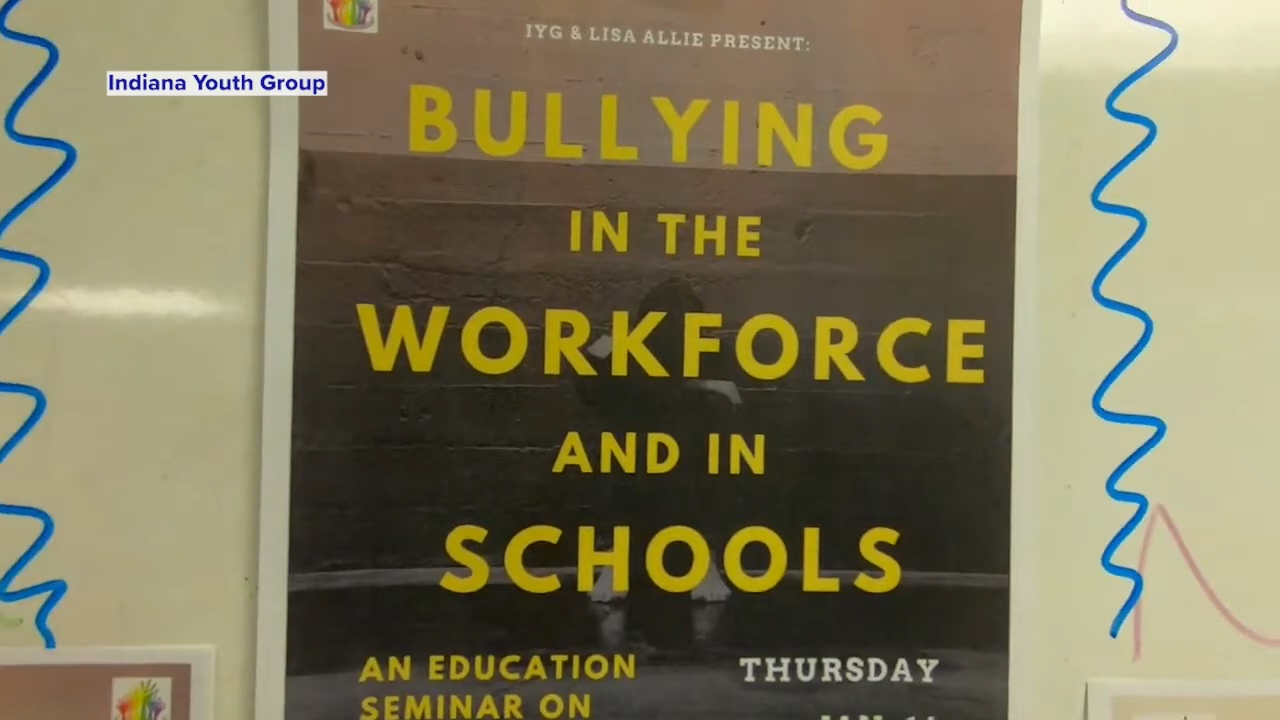 IYG & LISA ALLIE PRESENT:
Indiana Youth Group
BULLYING
IN THE
WORKFORCE
AND IN
SCHOOLS
AN EDUCATION
SEMINAR ON
THURSDAY